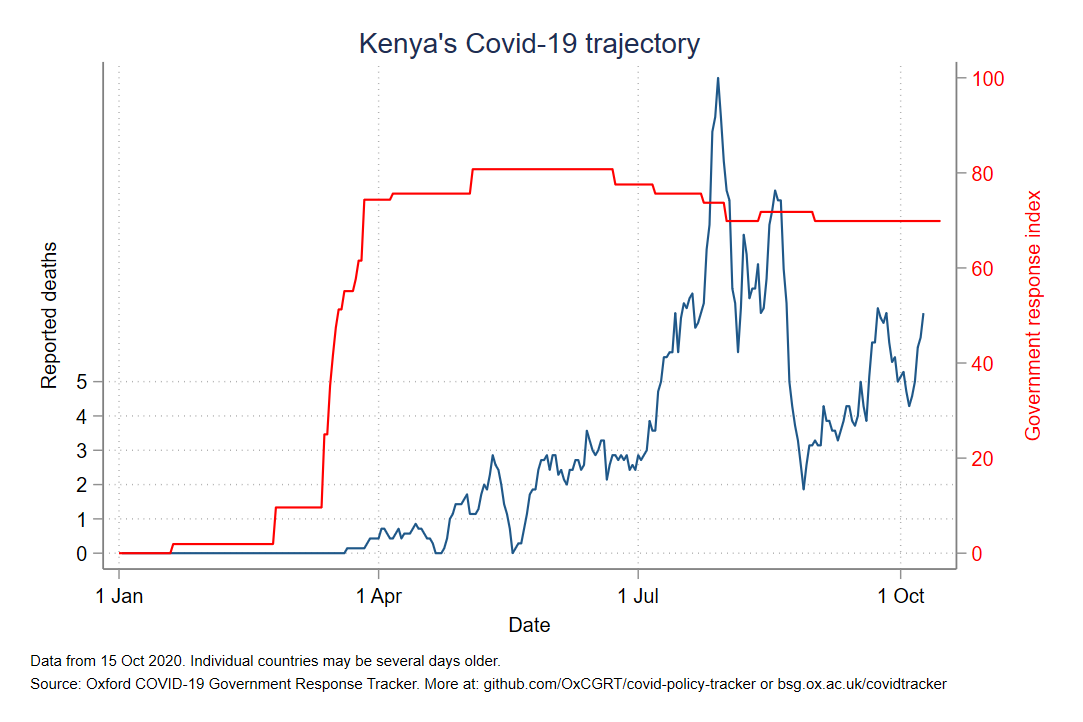 Kenya's Covid-19 trajectory
Reported deaths
5
4
3
2
1
0
100
80
60
40
20
0
Government response index
1 Jan
1 Apr
1 Jul
1 Oct
Date
Data from 15 Oct 2020. Individual countries may be several days older.
Source: Oxford COVID-19 Government Response Tracker. More at: github.com/OxCGRT/covid-policy-tracker or bsg.ox.ac.uk/covidtracker